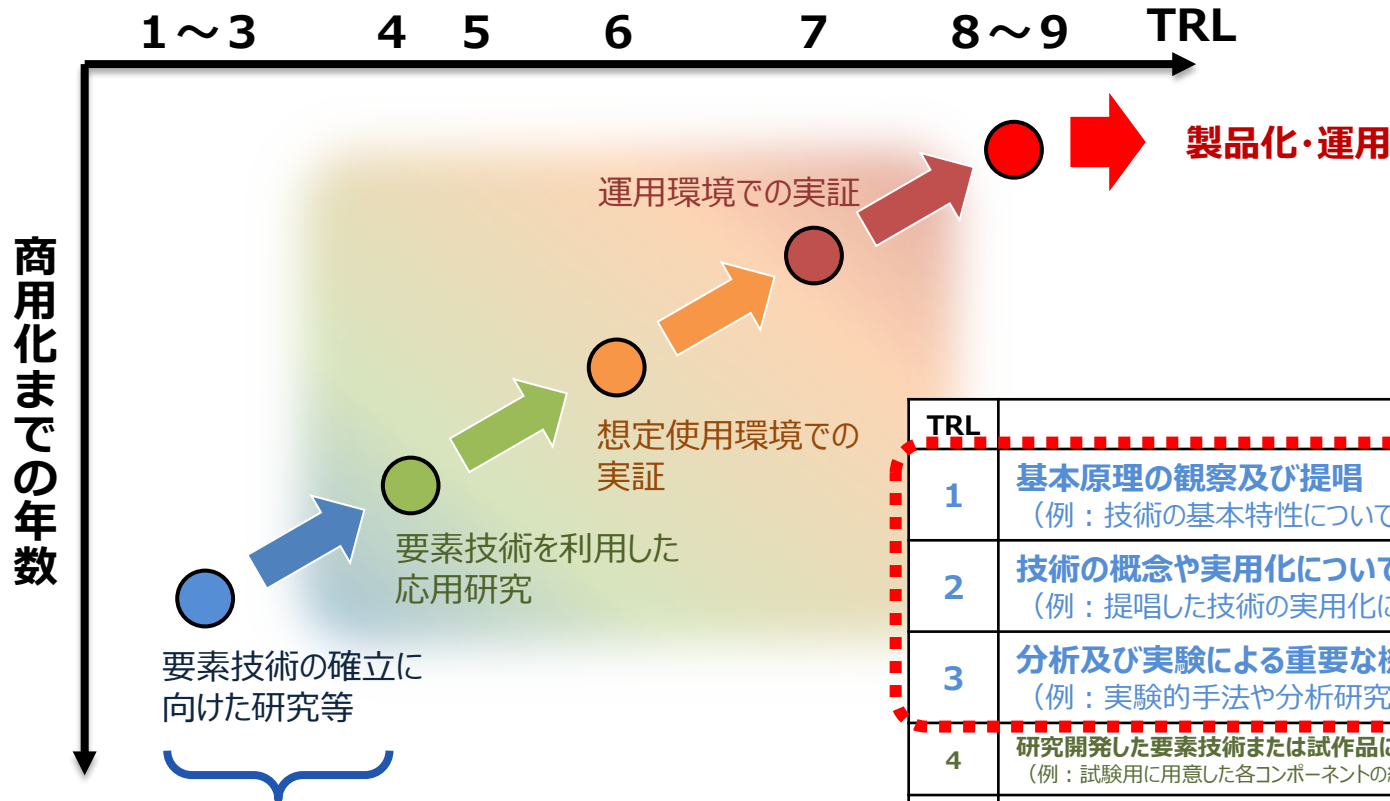 1～3 4 5 6 7 8～9 TRL
製品化・運用
運用環境での実証
商用化までの年数
想定使用環境での
実証
要素技術を利用した
応用研究
要素技術の確立に
向けた研究等
TRL
1 基本原理の観察及び提唱
（例：技術の基本特性について
2 技術の概念や実用化について
（例：提唱した技術の実用化に
3 分析及び実験による重要な機
（例：実験的手法や分析研究
4 研究開発した要素技術または試作品に
（例：試験用に用意した各コンポーネントの